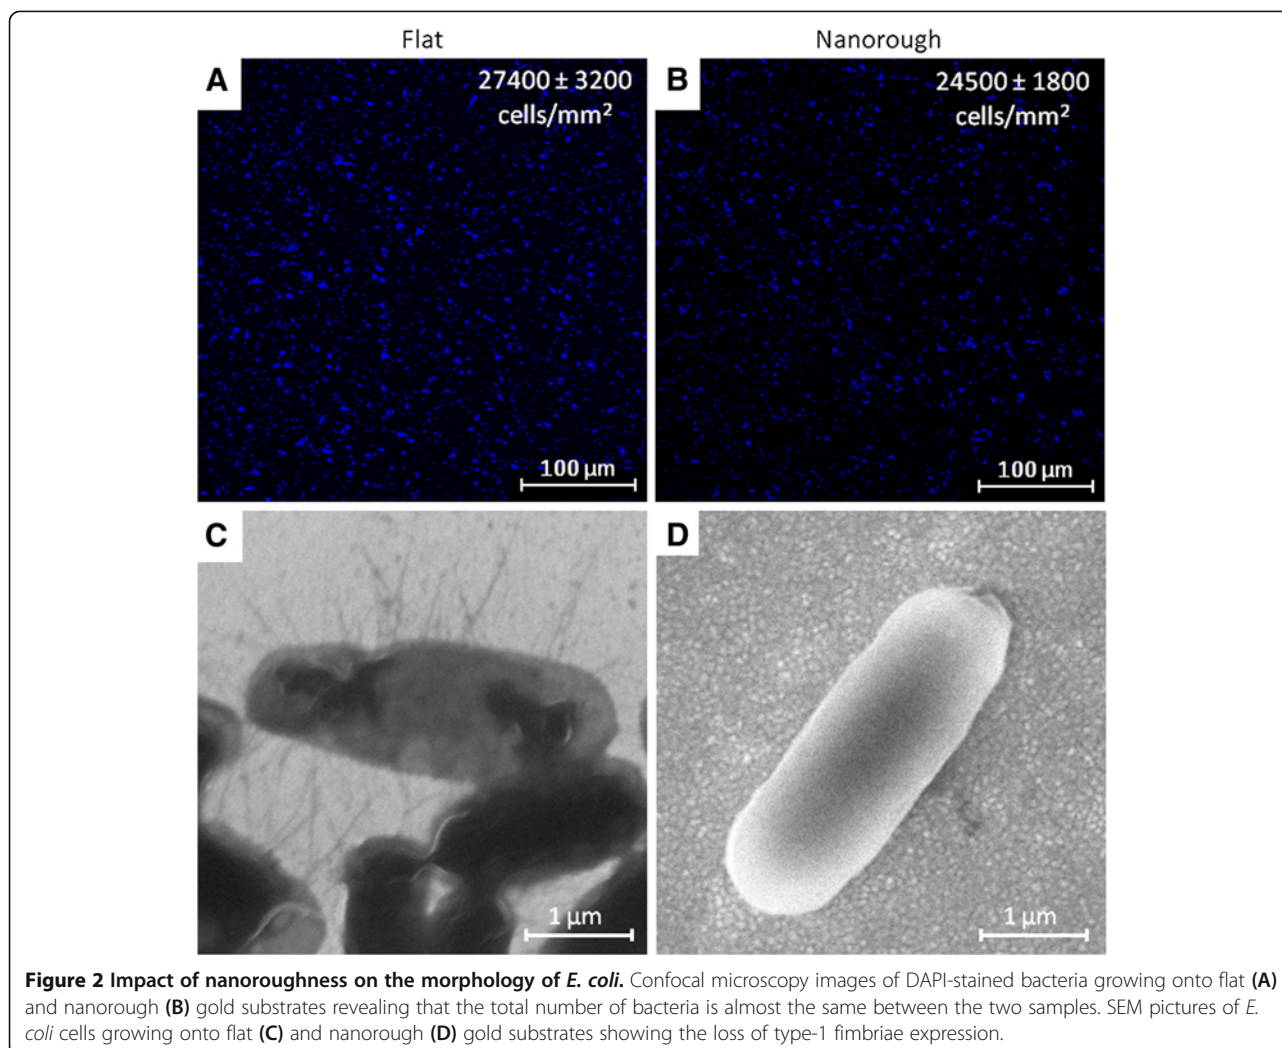 Flat
Nanorough
A
27400 ± 3200
cells/mm²
B
24500 ± 1800
cells/mm²
100 µm
100 µm
C
D
1 µm
1 µm
Figure 2 Impact of nanoroughness on the morphology of E. coli. Confocal microscopy images of DAPI-stained bacteria growing onto flat (A)
and nanorough (B) gold substrates revealing that the total number of bacteria is almost the same between the two samples. SEM pictures of E.
coli cells growing onto flat (C) and nanorough (D) gold substrates showing the loss of type-1 fimbriae expression.